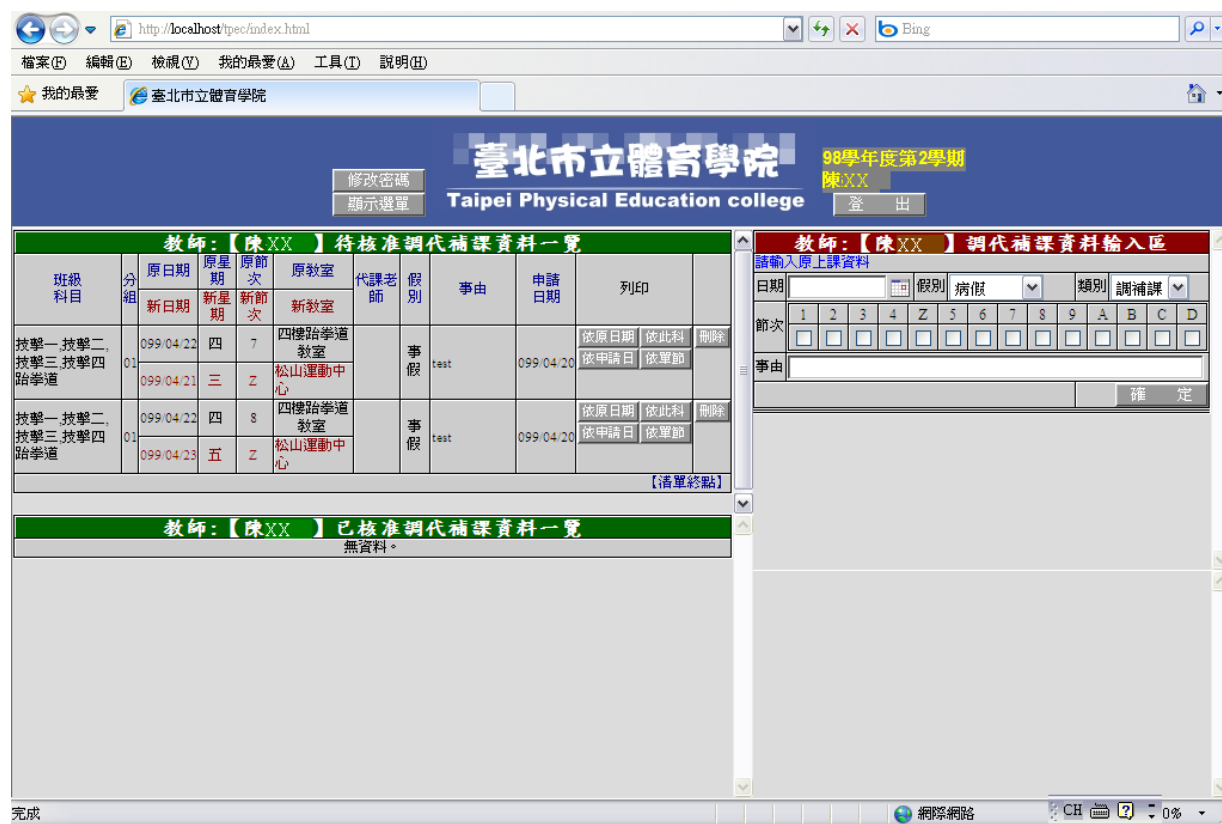 http://localhost/tpec/index.html
Bing
檔案(F) 編輯(E) 檢視(V) 我的最愛(A) 工具(T) 說明(H)
我的最愛
臺北市立體育學院
臺北市立體育學院
Taipei Physical Education college
修改密碼
顯示選單
98學年度第2學期
陳XX
登 出
教師:【陳XX 】待核准調代補課資料一覽
班級
科目
分組
原日期
原星期
原節次
原教室
代課老師
假別
事由
申請日期
列印
新日期
新星期
新節次
新教室
技擊一,技擊二,
技擊三,技擊四
跆拳道
01
099/04/22 四 7 四樓跆拳道教室
事假
test
099/04/20
依原日期 依此科 刪除
依申請日 依單節
099/04/21 三 Z 松山運動中心
技擊一,技擊二,
技擊三,技擊四
跆拳道
01
099/04/22 四 8 四樓跆拳道教室
事假
test
099/04/20
依原日期 依此科 刪除
依申請日 依單節
099/04/23 五 Z 松山運動中心
【清單終點】
教師:【陳XX 】已核准調代補課資料一覽
無資料。
教師:【陳XX 】調代補課資料輸入區
請輸入原上課資料
日期 假別 病假 類別 調補課
節次 1 2 3 4 Z 5 6 7 8 9 A B C D
事由
確 定
完成
網際網路
CH
0%